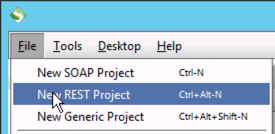 File Tools Desktop Help
New SOAP Project Ctrl-N
New REST Project Ctrl+Alt-N
New Generic Project Ctrl+Alt+Shift-N